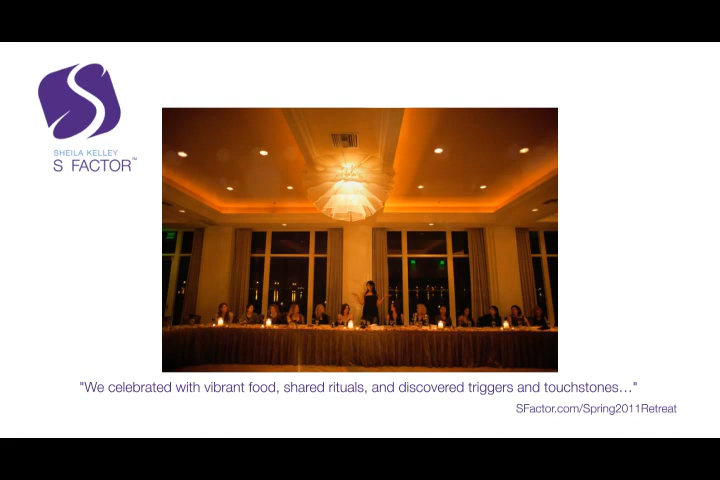 SHEILA KELLEY
S FACTOR™
"We celebrated with vibrant food, shared rituals, and discovered triggers and touchstones…"
SFactor.com/Spring2011Retreat